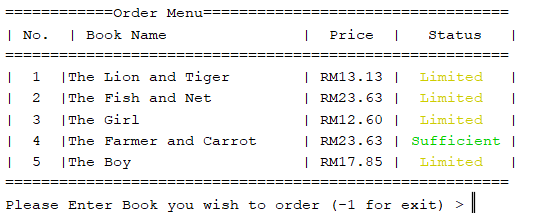 ============Order Menu==================================
| No.  | Book Name                 |  Price  |   Status   |
========================================================
|  1  |The Lion and Tiger         | RM13.13 |  Limited   |
|  2  |The Fish and Net           | RM23.63 |  Limited   |
|  3  |The Girl                   | RM12.60 |  Limited   |
|  4  |The Farmer and Carrot      | RM23.63 | Sufficient |
|  5  |The Boy                    | RM17.85 |  Limited   |
========================================================
Please Enter Book you wish to order (-1 for exit) >